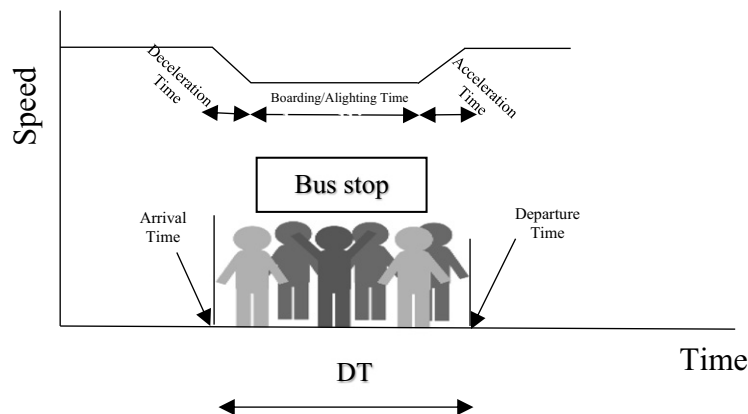 Deceleration
Time
Boarding/Alighting Time
Acceleration
Time
Speed
Bus stop
Arrival
Time
Departure
Time
Time
DT